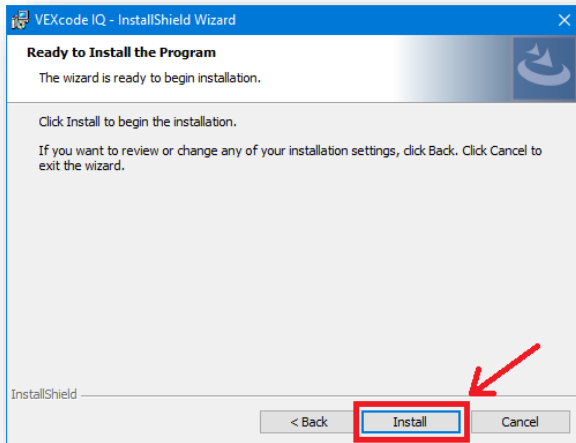 VEXcode IQ - InstallShield Wizard
Ready to Install the Program
The wizard is ready to begin installation.
Click Install to begin the installation.
If you want to review or change any of your installation settings, click Back. Click Cancel to
exit the wizard.
InstallShield
< Back Install Cancel